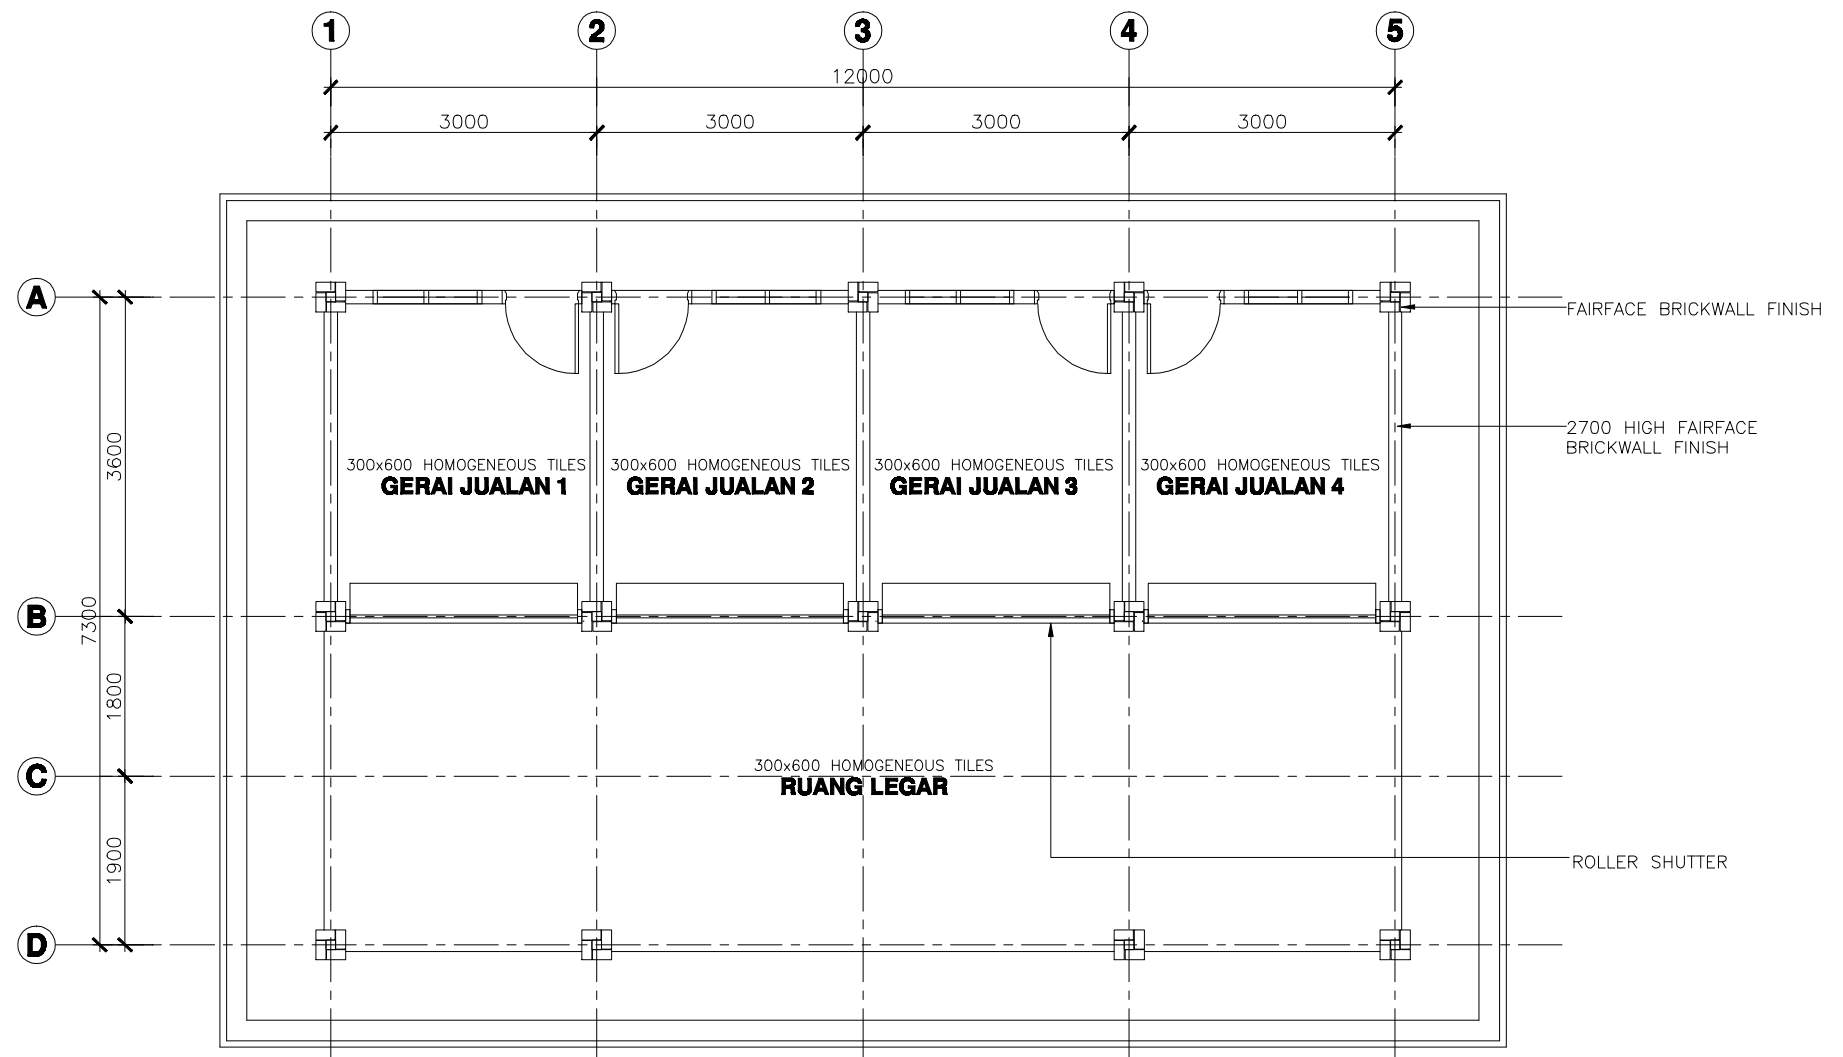 1 2 3 4 5
12000
3000 3000 3000 3000
A
FAIRFACE BRICKWALL FINISH
2700 HIGH FAIRFACE
BRICKWALL FINISH
3600
300x600 HOMOGENEOUS TILES
GERAI JUALAN 1
300x600 HOMOGENEOUS TILES
GERAI JUALAN 2
300x600 HOMOGENEOUS TILES
GERAI JUALAN 3
300x600 HOMOGENEOUS TILES
GERAI JUALAN 4
B
7300
1800
300x600 HOMOGENEOUS TILES
RUANG LEGAR
C
1900
ROLLER SHUTTER
D